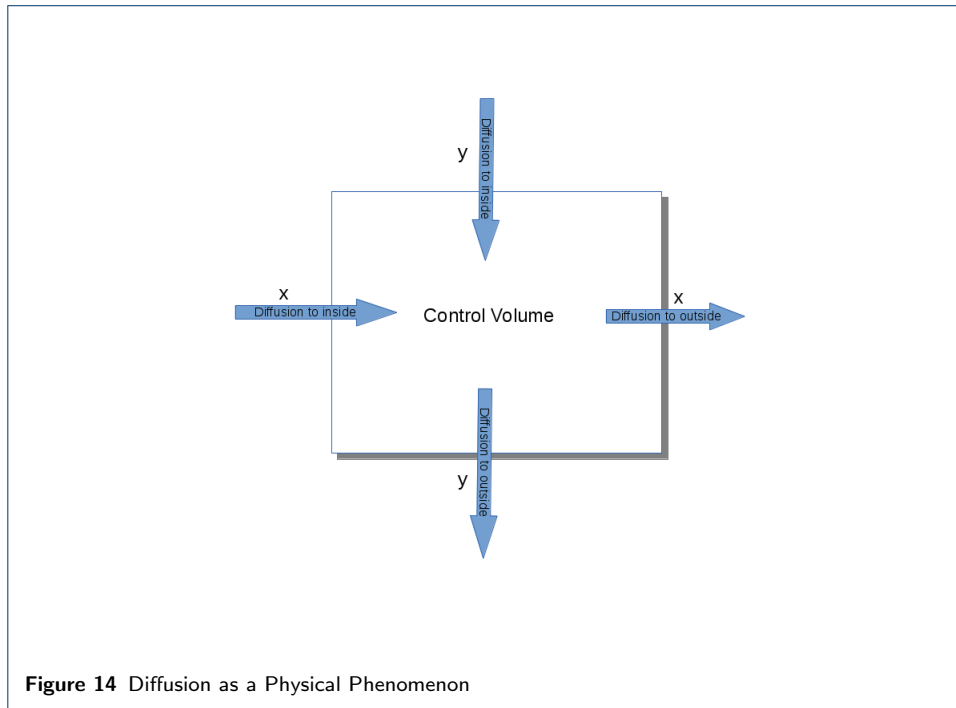 y
Diffusion to inside
x
Diffusion to inside
Control Volume
x
Diffusion to outside
y
Diffusion to outside
Figure 14 Diffusion as a Physical Phenomenon